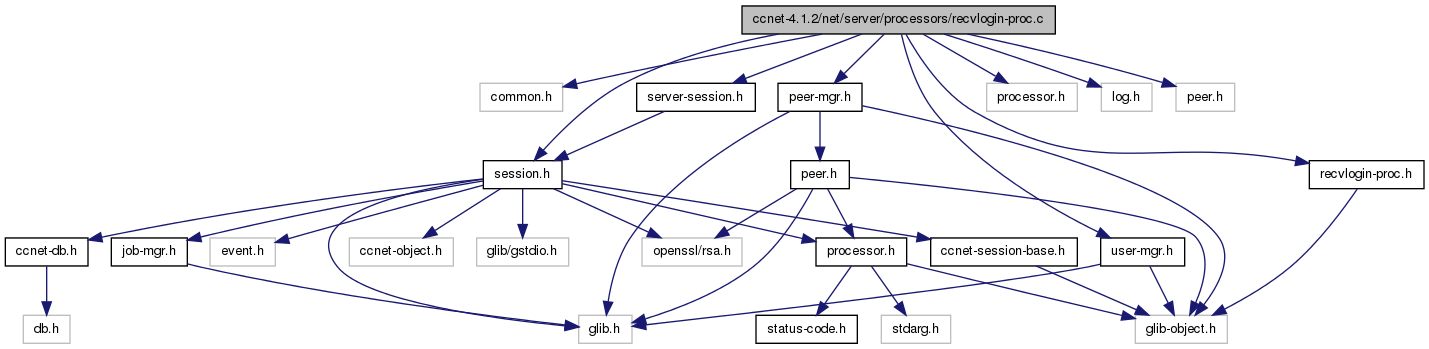 ccnet-4.1.2/net/server/processors/recvlogin-proc.c
common.h
server-session.h
peer-mgr.h
processor.h
log.h
peer.h
session.h
peer.h
recvlogin-proc.h
ccnet-db.h
job-mgr.h
event.h
ccnet-object.h
glib/gstdio.h
openssl/rsa.h
processor.h
ccnet-session-base.h
user-mgr.h
db.h
glib.h
status-code.h
stdarg.h
glib-object.h